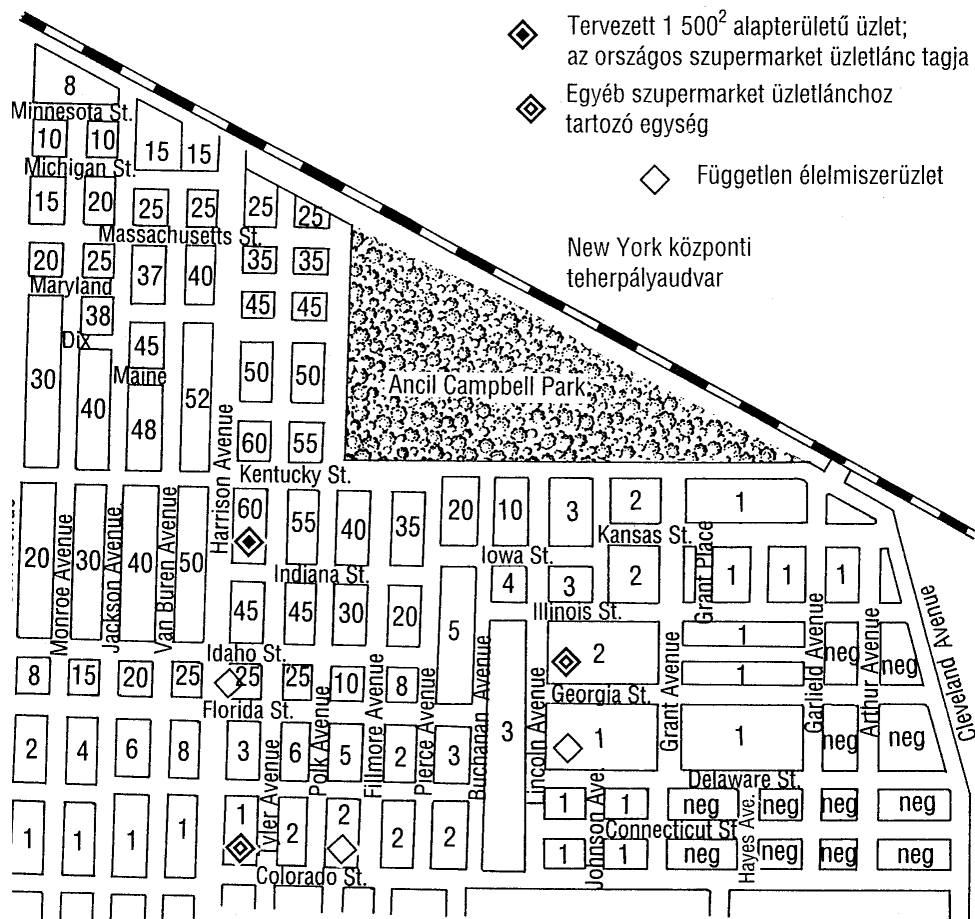 Tervezett 1 500² alapterületű üzlet;
az országos szupermarket üzletlánc tagja
Egyéb szupermarket üzletlánchoz
tartozó egység
Független élelmiszerüzlet
New York központi
teherpályaudvar
8
Minnesota St.
10 10 15 15
Michigan St.
15 20 25 25 25 25
Massachusetts St.
20 25 37 40 35 35
Maryland
38 45 45
Dix
45
Maine
30 40 48 52 50 50
Ancil Campbell Park
60 55
Harrison Avenue
Kentucky St.
20 30 40 50 60 55 40 35 20 10 3 2 1
Kansas St.
Iowa St.
4 3 2 1 1 1
Indiana St.
45 45 30 20 5
Illinois St.
Monroe Avenue
Jackson Avenue
Van Buren Avenue
Grant Place
1
2 1 neg neg
Idaho St.
8 15 20 25 25 25 10 8
Georgia St.
Florida St.
2 4 6 8 3 6 5 2 3 3 1 1 neg neg
Tyler Avenue
Polk Avenue
Fillmore Avenue
Pierce Avenue
Buchanan Avenue
Lincoln Avenue
Grant Avenue
Garlield Avenue
Arthur Avenue
Cleveland Avenue
Delaware St.
1 1 1 1 1 2 2 2 2 1 1 neg neg neg neg
Connecticut St
Johnson Ave.
Hayes Ave.
1 1 neg neg neg neg
Colorado St.